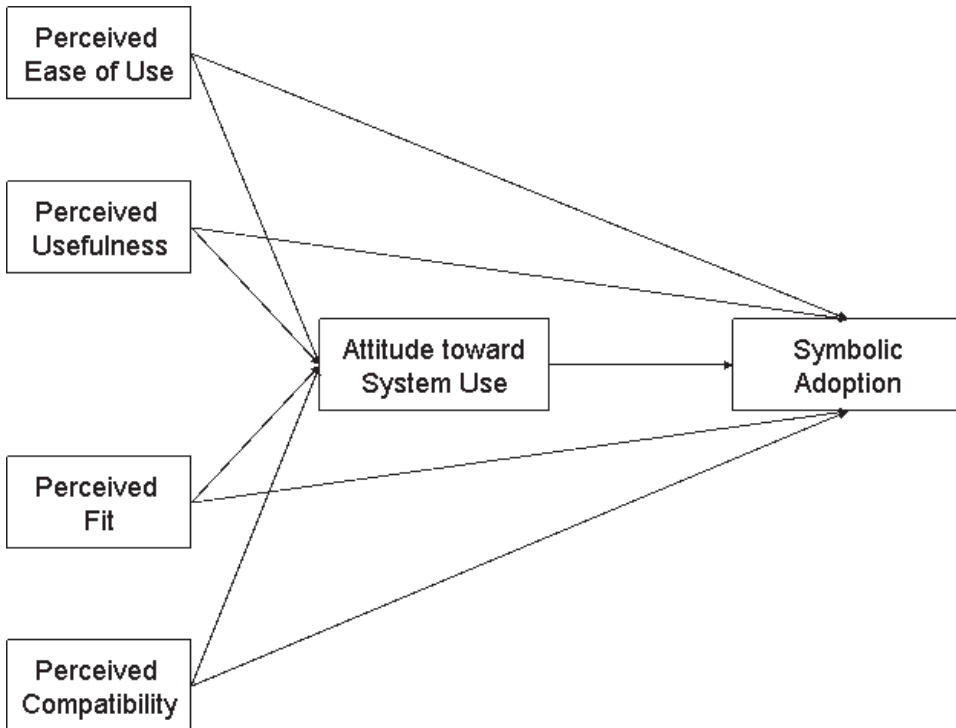 Perceived
Ease of Use
Perceived
Usefulness
Attitude toward
System Use
Symbolic
Adoption
Perceived
Fit
Perceived
Compatibility